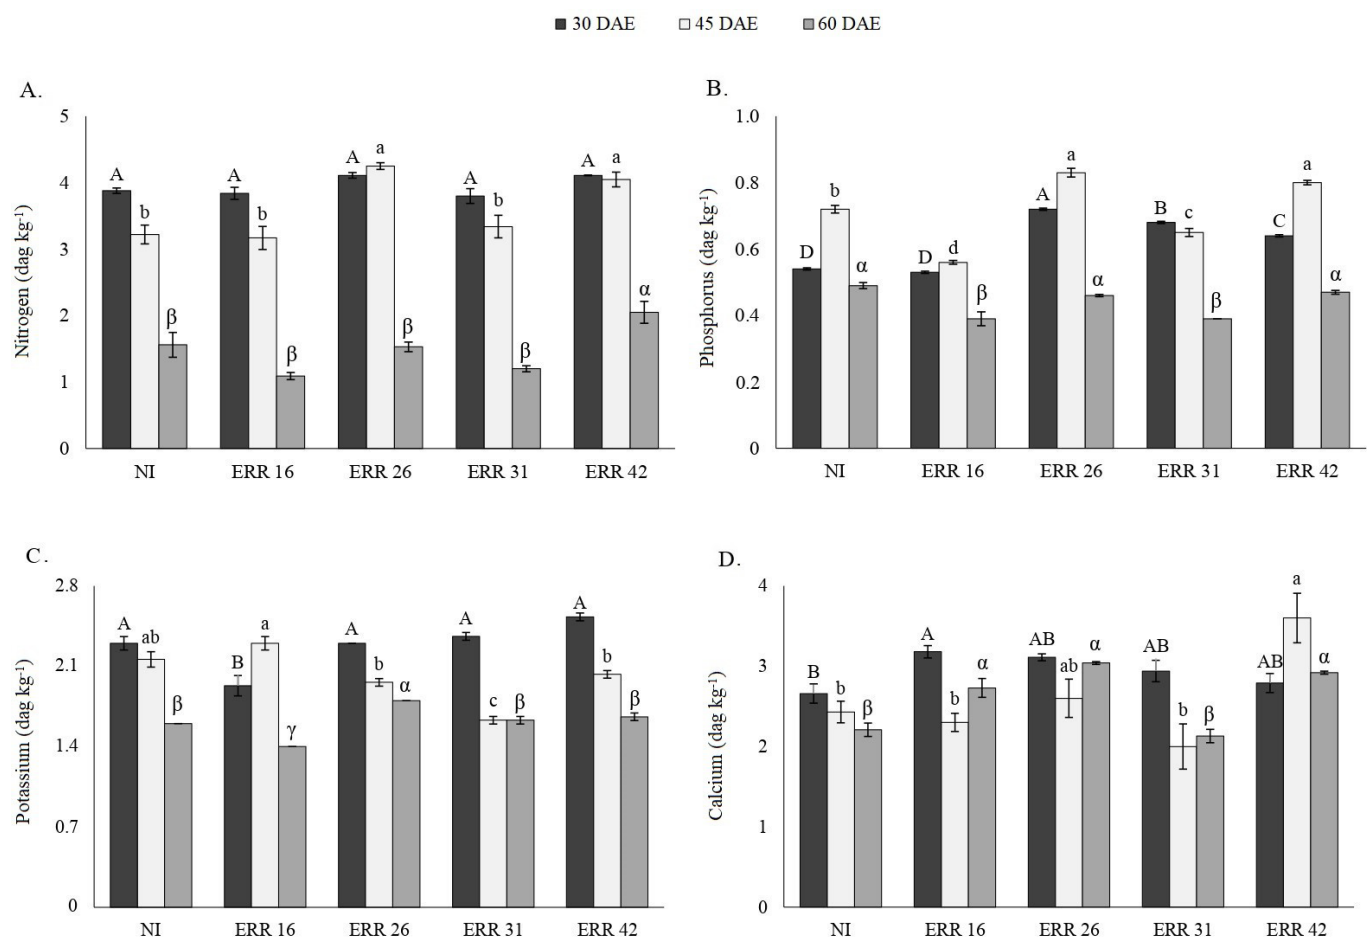 30 DAE 45 DAE 60 DAE
A.
Nitrogen (dag kg⁻¹)
5
4
3
2
1
0
A b β
A b β
A a β
A b β
A a α
NI ERR 16 ERR 26 ERR 31 ERR 42
B.
Phosphorus (dag kg⁻¹)
1.0
0.8
0.6
0.4
0.2
0
D b α
D d β
A a α
B c β
C a α
NI ERR 16 ERR 26 ERR 31 ERR 42
C.
Potassium (dag kg⁻¹)
2.8
2.1
1.4
0.7
0
A ab β
B a γ
A b α
A c β
A b β
NI ERR 16 ERR 26 ERR 31 ERR 42
D.
Calcium (dag kg⁻¹)
4
3
2
1
0
B b β
A b α
AB ab α
AB b β
AB a α
NI ERR 16 ERR 26 ERR 31 ERR 42